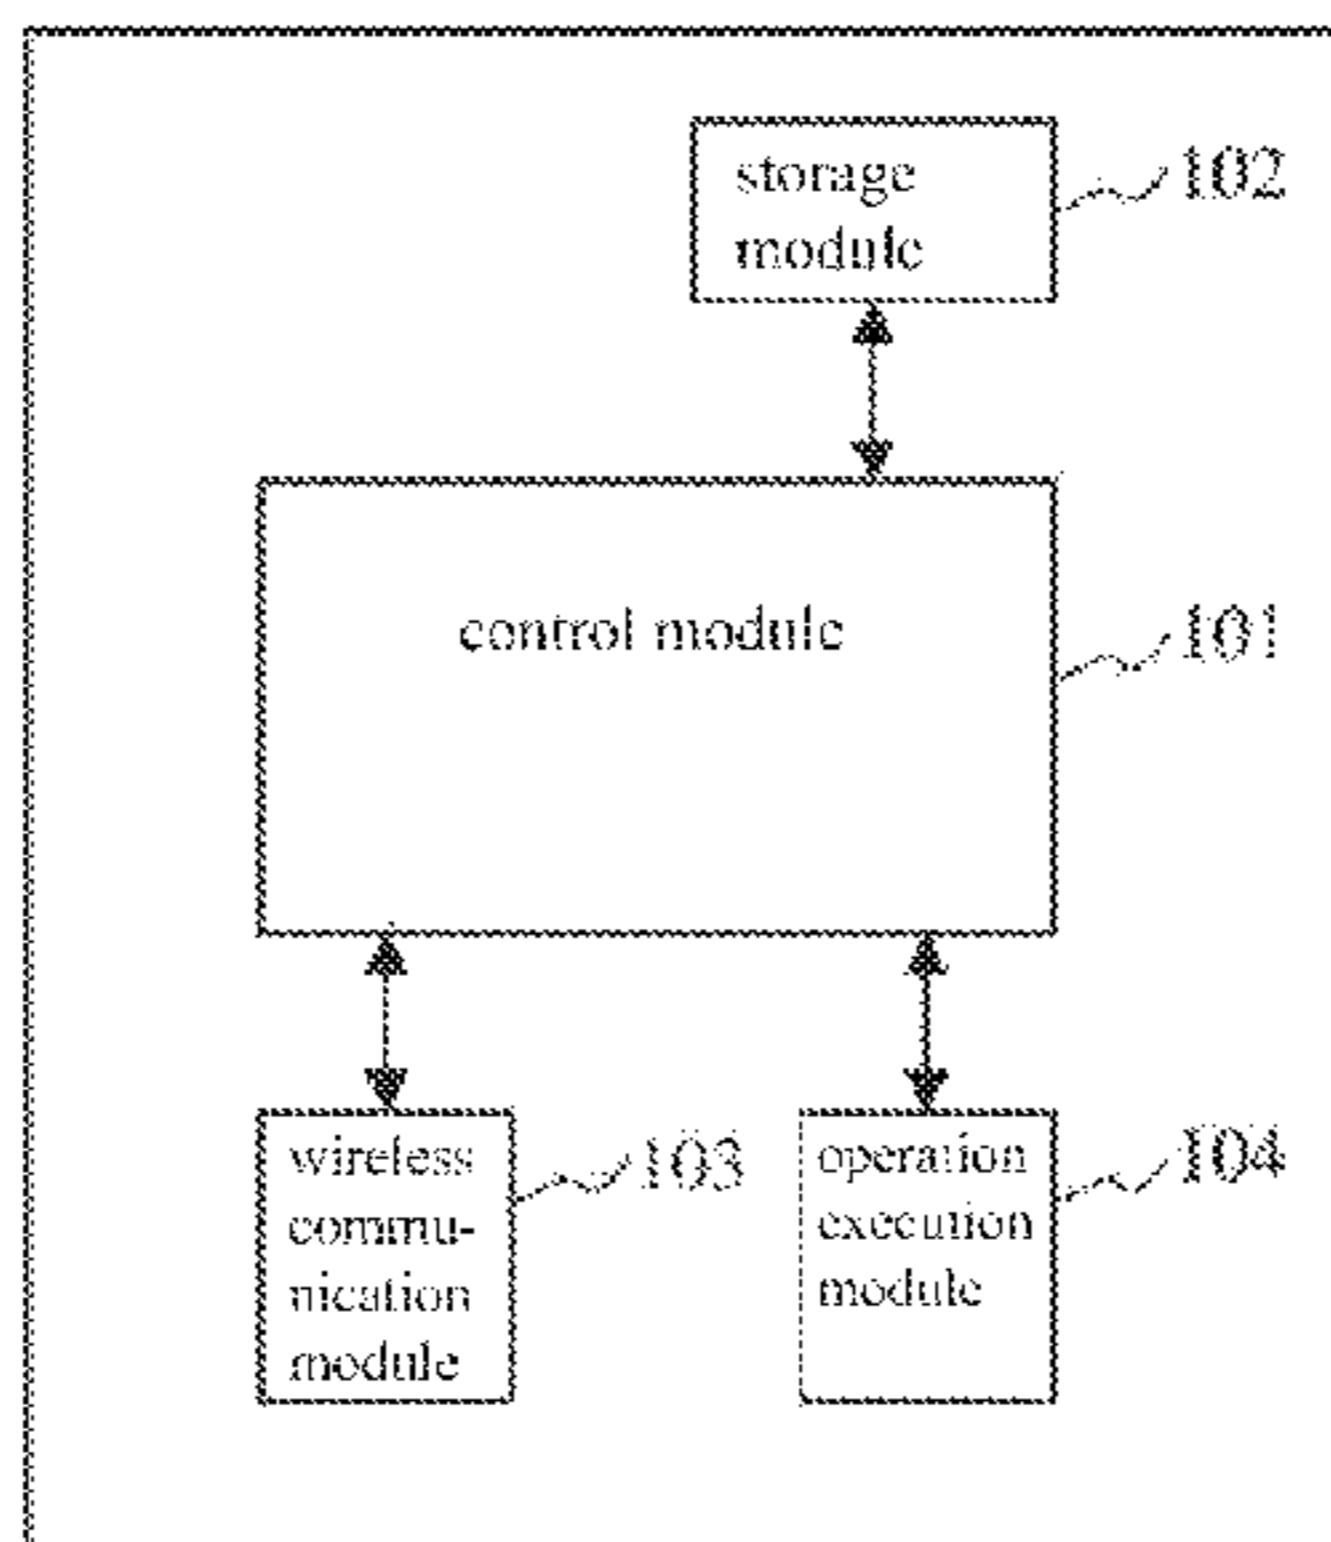 storage
module
102
control module
101
wireless
commu-
nication
module
103
operation
execution
module
104